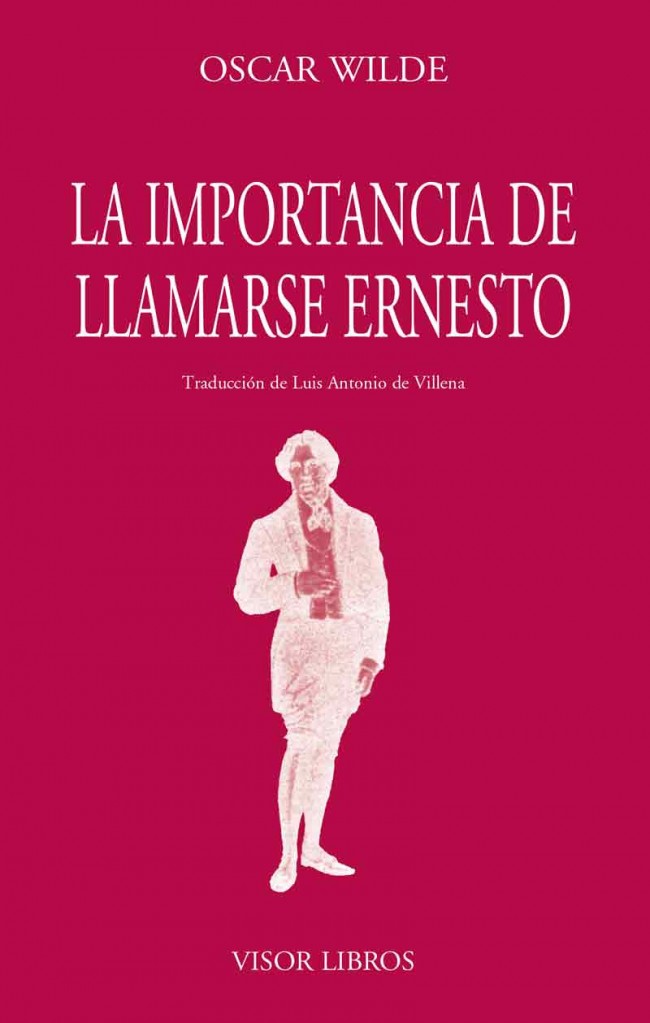 OSCAR WILDE
LA IMPORTANCIA DE
LLAMARSE ERNESTO
Traducción de Luis Antonio de Villena
VISOR LIBROS